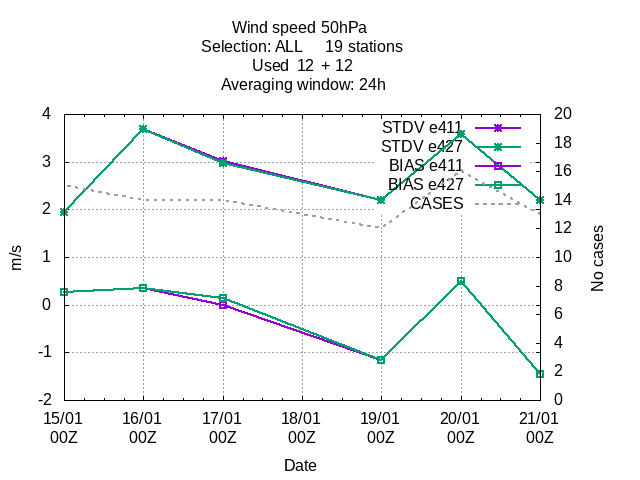 Wind speed 50hPa
Selection: ALL 19 stations
Used 12 + 12
Averaging window: 24h
4 20
STDV e411
18
STDV e427
3 16
BIAS e411
BIAS e427
2 14
CASES
12
1 10
No cases
m/s
8
0 6
4
-1
2
-2 0
15/01 16/01 17/01 18/01 19/01 20/01 21/01
00Z 00Z 00Z 00Z 00Z 00Z 00Z
Date